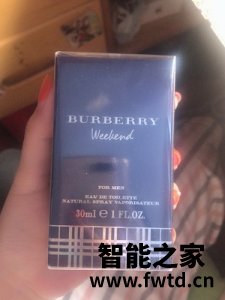 BURBERRY
Weekend
FOR MEN
EAU DE TOILETTE
NATURAL SPRAY VAPORISATEUR
30ml ℮ 1 FL.OZ.
智能之家
www.fwtd.cn